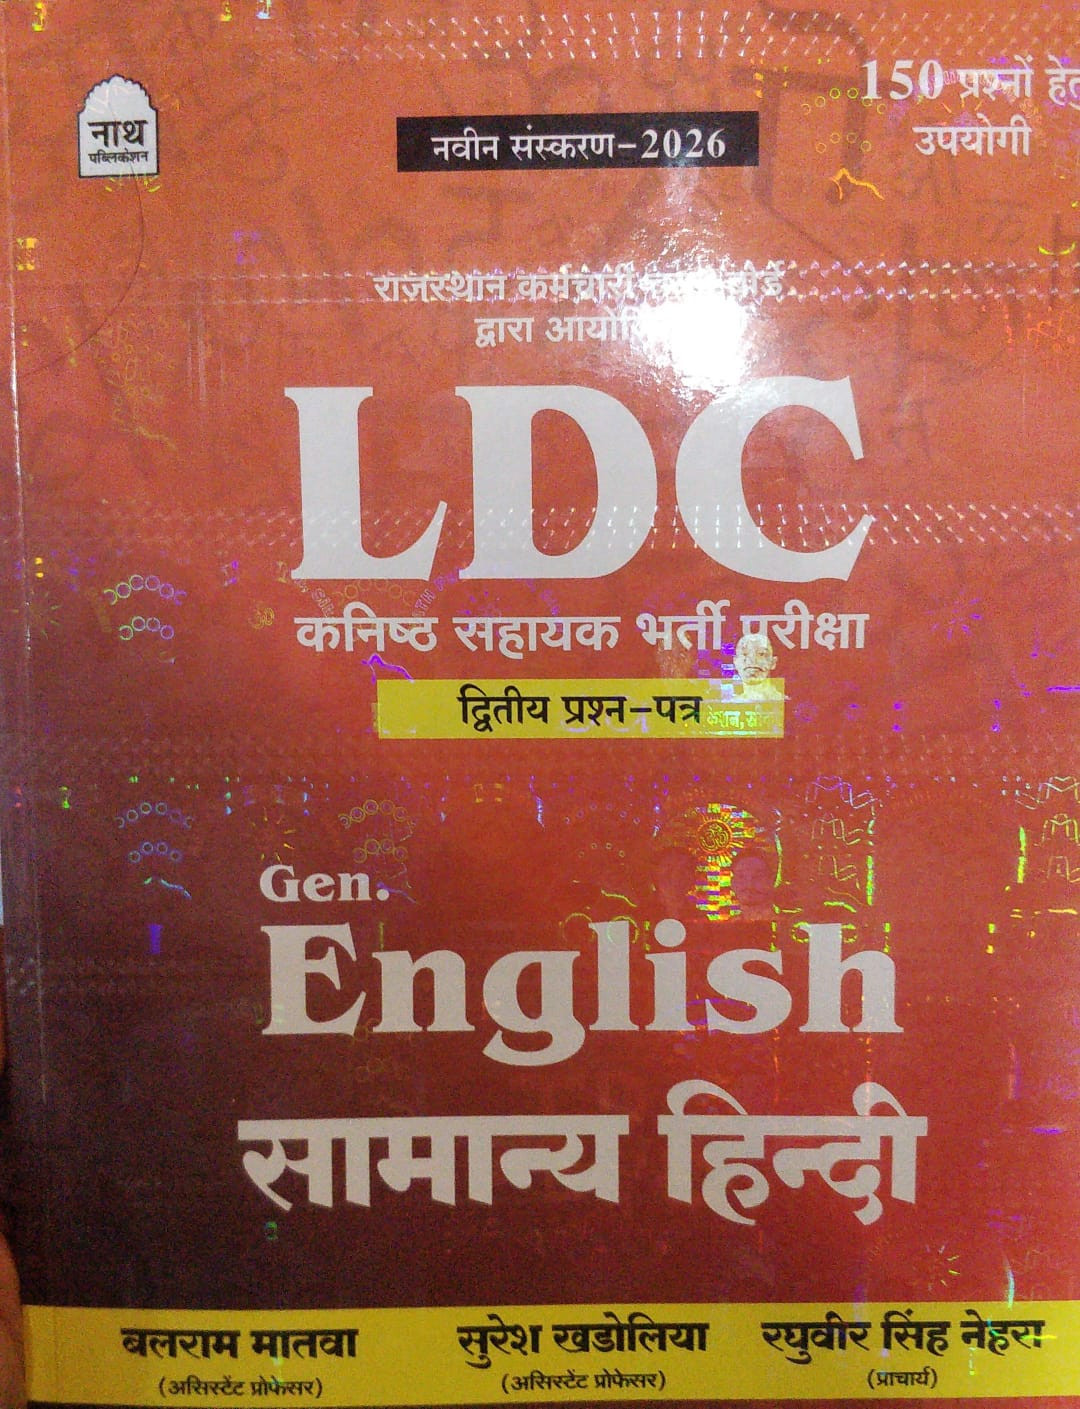 150 प्रश्नों हेतु
उपयोगी
नाथ
पब्लिकेशन
नवीन संस्करण-2026
राजस्थान कर्मचारी
द्वारा
LDC
कनिष्ठ सहायक भर्ती परीक्षा
द्वितीय प्रश्न-पत्र
Gen.
English
सामान्य हिन्दी
बलराम मातवा सुरेश खडोलिया रघुवीर सिंह नेहरा
(असिस्टेंट प्रोफेसर) (असिस्टेंट प्रोफेसर) (प्राचार्य)